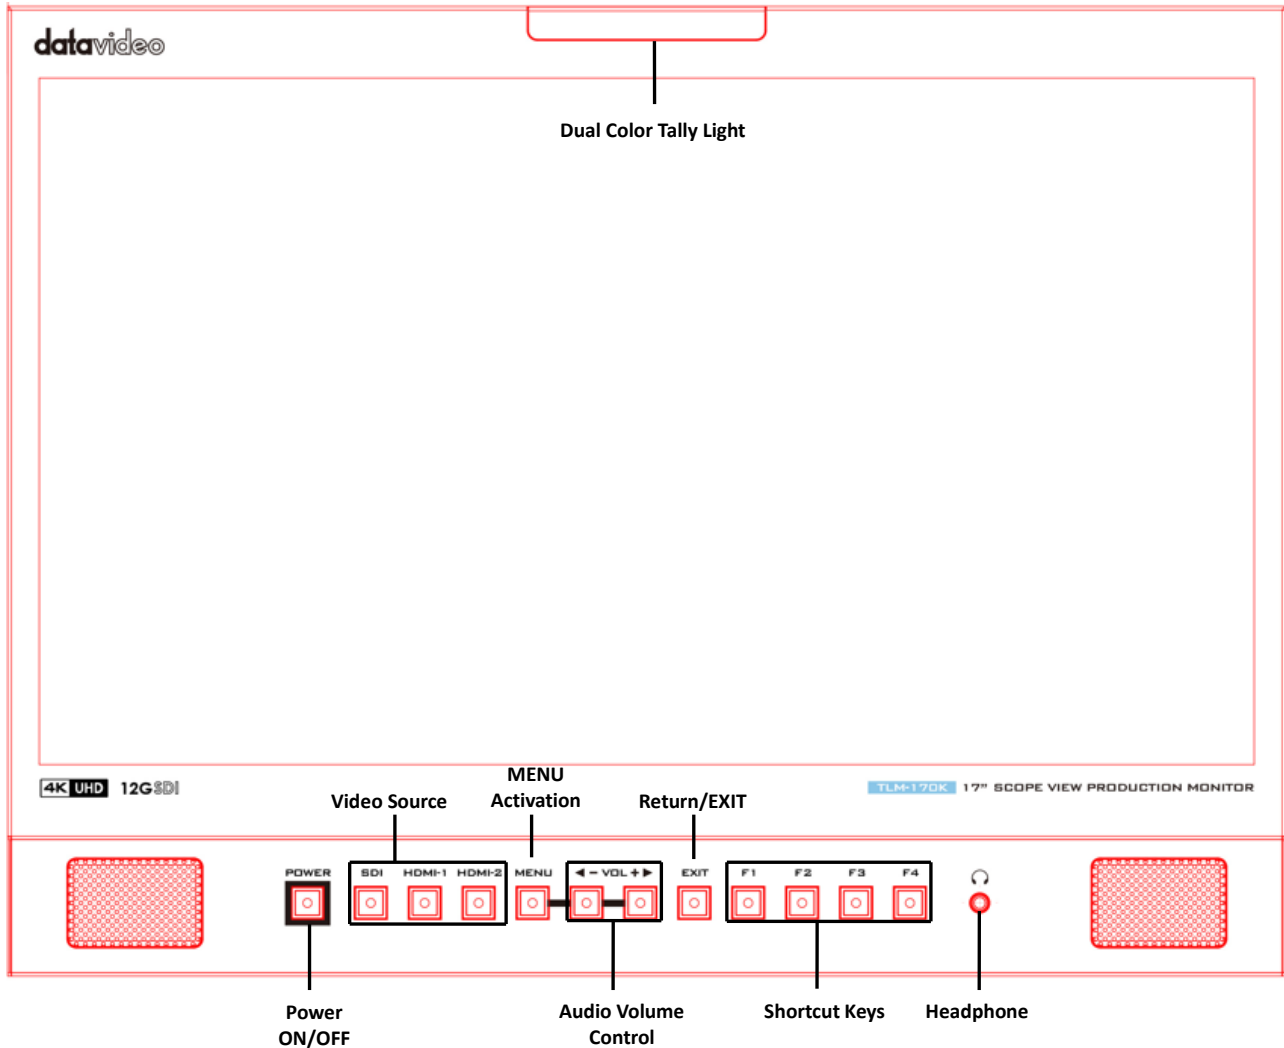 datavideo
Dual Color Tally Light
4K UHD 12GSDI
TLM-170K 17" SCOPE VIEW PRODUCTION MONITOR
MENU
Activation
Video Source
Return/EXIT
POWER SDI HDMI-1 HDMI-2 MENU ◀ - VOL + ▶ EXIT F1 F2 F3 F4
Power
ON/OFF
Audio Volume
Control
Shortcut Keys
Headphone